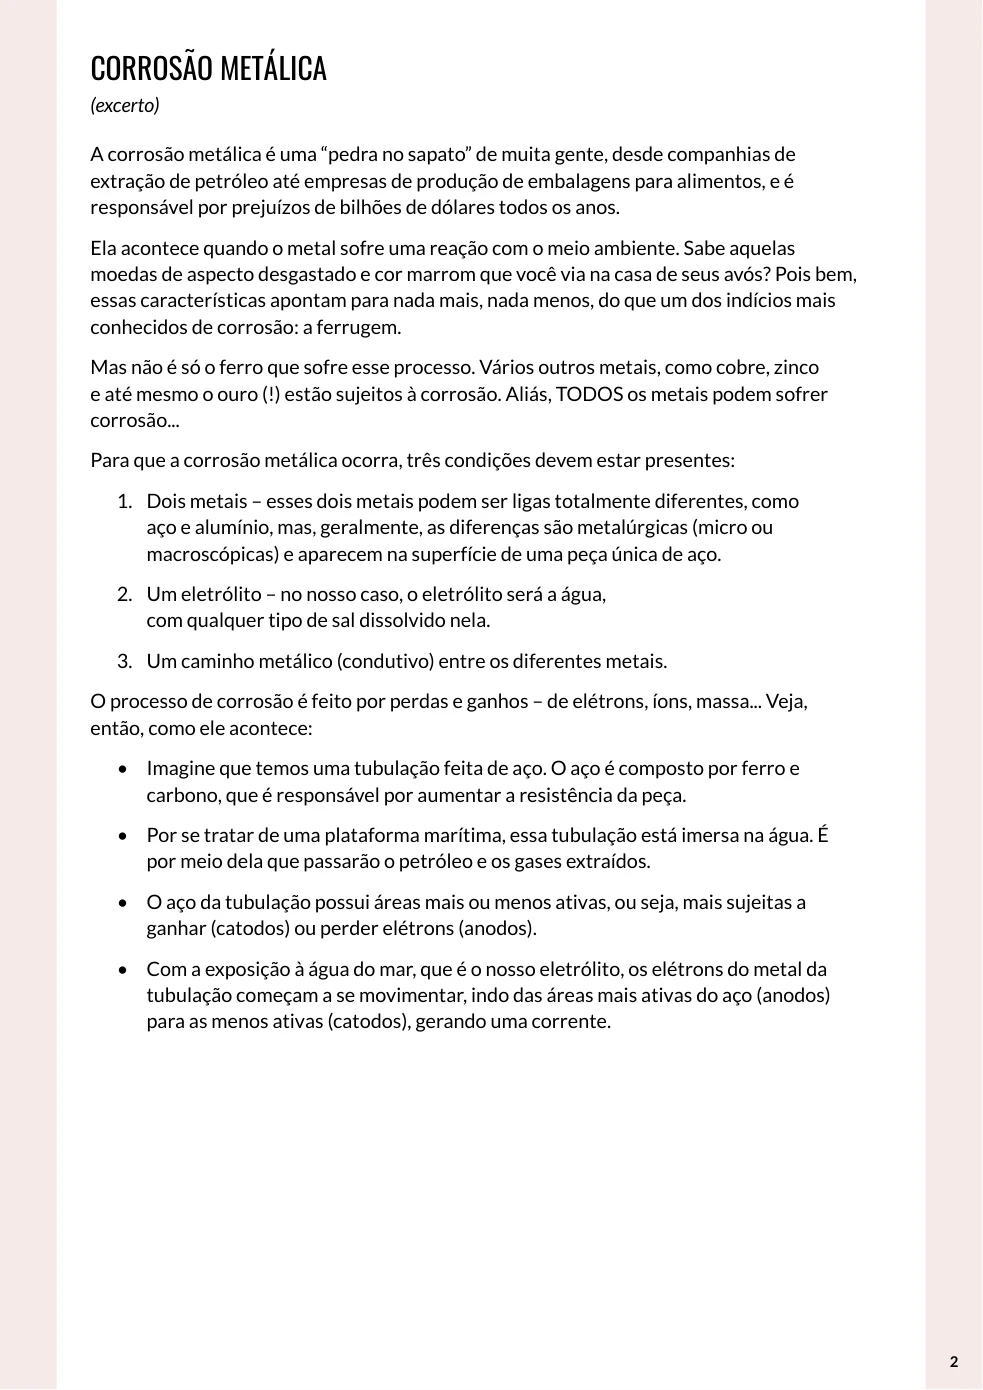 CORROSÃO METÁLICA
(excerto)
A corrosão metálica é uma “pedra no sapato” de muita gente, desde companhias de
extração de petróleo até empresas de produção de embalagens para alimentos, e é
responsável por prejuízos de bilhões de dólares todos os anos.
Ela acontece quando o metal sofre uma reação com o meio ambiente. Sabe aquelas
moedas de aspecto desgastado e cor marrom que você via na casa de seus avós? Pois bem,
essas características apontam para nada mais, nada menos, do que um dos indícios mais
conhecidos de corrosão: a ferrugem.
Mas não é só o ferro que sofre esse processo. Vários outros metais, como cobre, zinco
e até mesmo o ouro (!) estão sujeitos à corrosão. Aliás, TODOS os metais podem sofrer
corrosão...
Para que a corrosão metálica ocorra, três condições devem estar presentes:
1. Dois metais – esses dois metais podem ser ligas totalmente diferentes, como
aço e alumínio, mas, geralmente, as diferenças são metalúrgicas (micro ou
macroscópicas) e aparecem na superfície de uma peça única de aço.
2. Um eletrólito – no nosso caso, o eletrólito será a água,
com qualquer tipo de sal dissolvido nela.
3. Um caminho metálico (condutivo) entre os diferentes metais.
O processo de corrosão é feito por perdas e ganhos – de elétrons, íons, massa... Veja,
então, como ele acontece:
• Imagine que temos uma tubulação feita de aço. O aço é composto por ferro e
carbono, que é responsável por aumentar a resistência da peça.
• Por se tratar de uma plataforma marítima, essa tubulação está imersa na água. É
por meio dela que passarão o petróleo e os gases extraídos.
• O aço da tubulação possui áreas mais ou menos ativas, ou seja, mais sujeitas a
ganhar (catodos) ou perder elétrons (anodos).
• Com a exposição à água do mar, que é o nosso eletrólito, os elétrons do metal da
tubulação começam a se movimentar, indo das áreas mais ativas do aço (anodos)
para as menos ativas (catodos), gerando uma corrente.
2